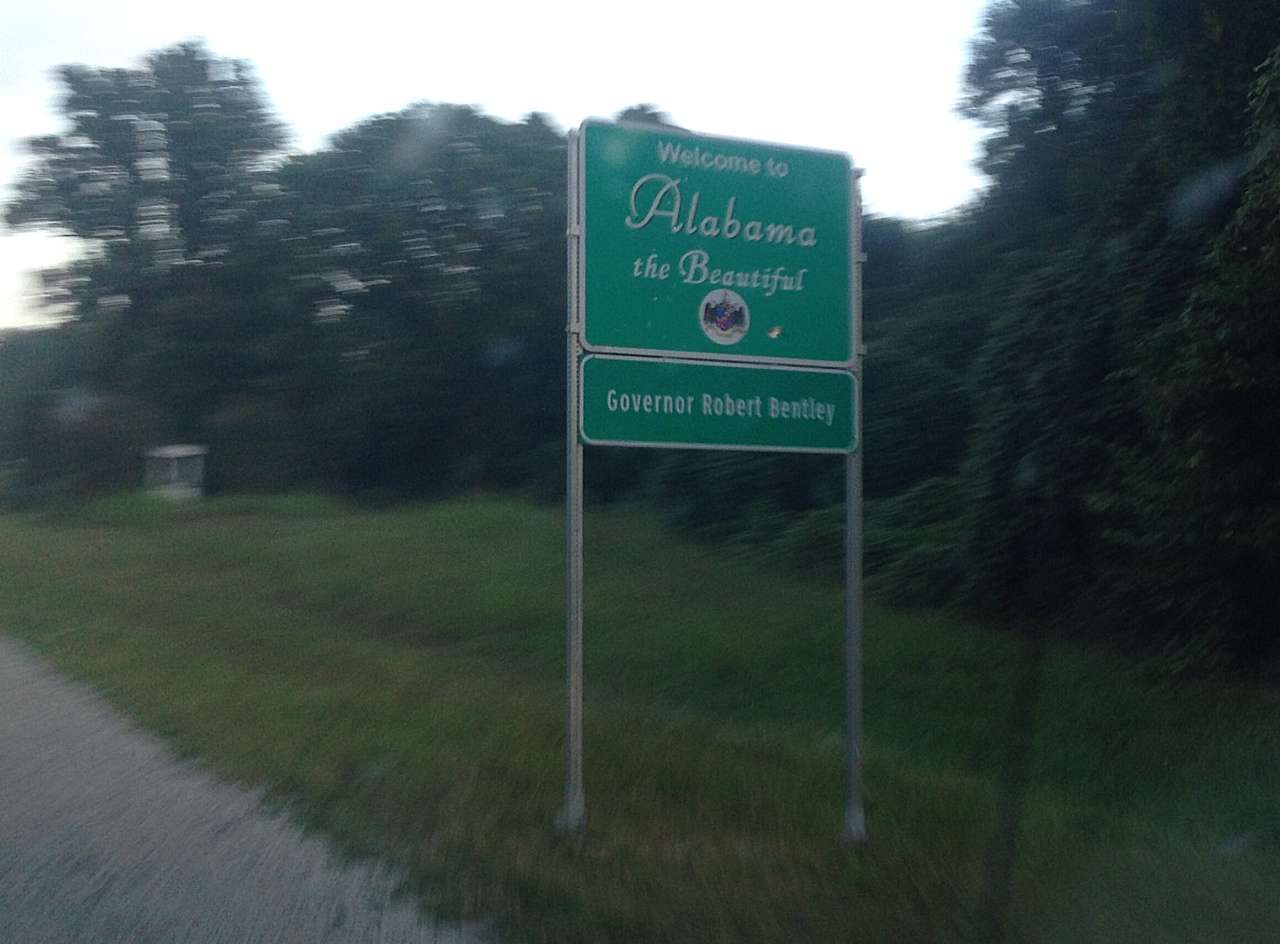 Welcome to
Alabama
the Beautiful
Governor Robert Bentley